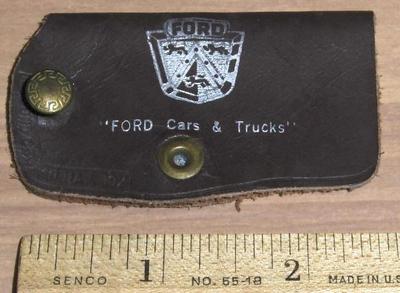 FORD
"FORD Cars & Trucks"
1 2
SENCO NO. 55-18 MADE IN U.S